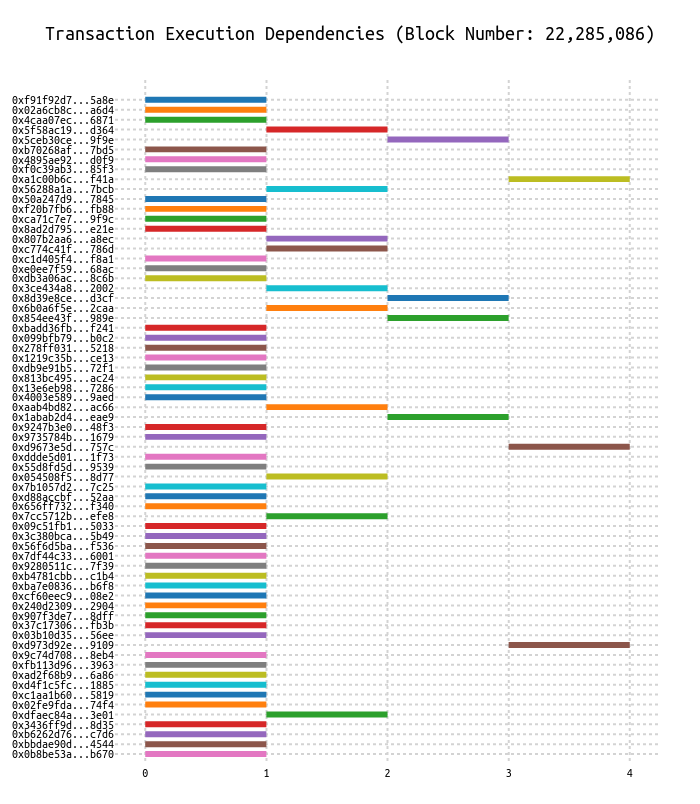 Transaction Execution Dependencies (Block Number: 22,285,086)
0xf91f92d7...5a8e
0x02a6cb8c...a6d4
0x4caa07ec...6871
0x5f58ac19...d364
0x5ceb30ce...9f9e
0xb70268af...7bd5
0x4895ae92...d0f9
0xf0c39ab3...85f3
0xa1c00b6c...f41a
0x56288a1a...7bcb
0x50a247d9...7845
0xf20b7fb6...fb88
0xca71c7e7...9f9c
0x8ad2d795...e21e
0x807b2aa6...a8ec
0xc774c41f...786d
0xc1d405f4...f8a1
0xe0ee7f59...68ac
0xdb3a06ac...8c6b
0x3ce434a8...2002
0x8d39e8ce...d3cf
0x6b0a6f5e...2caa
0x854ee43f...989e
0xbadd36fb...f241
0x099bfb79...b0c2
0x278ff031...5218
0x1219c35b...ce13
0xdb9e91b5...72f1
0x813bc495...ac24
0x13e6eb98...7286
0x4003e589...9aed
0xaab4bd82...ac66
0x1abab2d4...eae9
0x9247b3e0...48f3
0x9735784b...1679
0xd9673e5d...757c
0xddde5d01...1f73
0x55d8fd5d...9539
0x054508f5...8d77
0x7b1057d2...7c25
0xd88accbf...52aa
0x656ff732...f340
0x7cc5712b...efe8
0x09c51fb1...5033
0x3c380bca...5b49
0x56f6d5ba...f536
0x7df44c33...6001
0x9280511c...7f39
0xb4781cbb...c1b4
0xba7e0836...b6f8
0xcf60eec9...08e2
0x240d2309...2904
0x907f3de7...8dff
0x37c17306...fb3b
0x03b10d35...56ee
0xd973d92e...9109
0x9c74d708...8eb4
0xfb113d96...3963
0xad2f68b9...6a86
0xd4f1c5fc...1885
0xc1aa1b60...5819
0x02fe9fda...74f4
0xdfaec84a...3e01
0x3436ff9d...8d35
0xb6262d76...c7d6
0xbbdae90d...4544
0x0b8be53a...b670
0 1 2 3 4